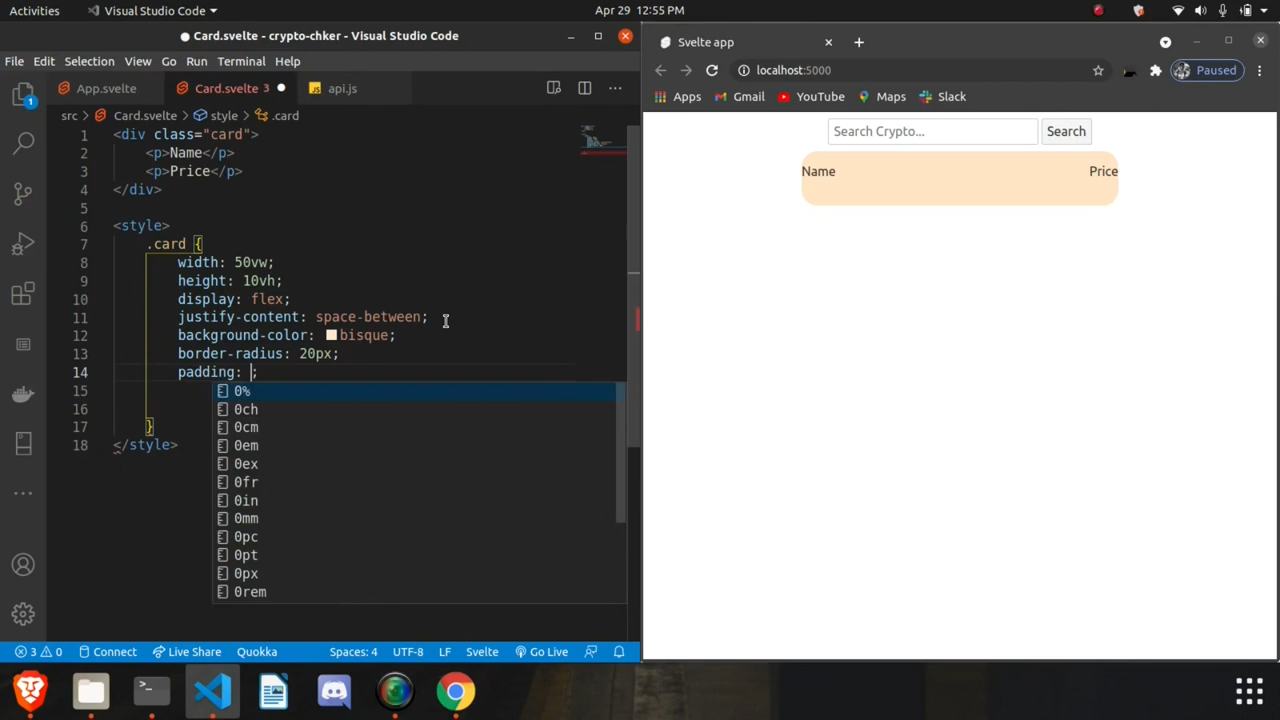 Activities
Visual Studio Code
Apr 29 12:55 PM
Card.svelte - crypto-chker - Visual Studio Code
File Edit Selection View Go Run Terminal Help
App.svelte
Card.svelte 3
api.js
src > Card.svelte > style > .card
1 <div class="card">
2 <p>Name</p>
3 <p>Price</p>
4 </div>
5
6 <style>
7 .card {
8 width: 50vw;
9 height: 10vh;
10 display: flex;
11 justify-content: space-between;
12 background-color: bisque;
13 border-radius: 20px;
14 padding: ;
15
16
17 }
18 </style>
0%
0ch
0cm
0em
0ex
0fr
0in
0mm
0pc
0pt
0px
0rem
1
3 0 Connect Live Share Quokka Spaces: 4 UTF-8 LF Svelte Go Live
Svelte app
localhost:5000
Paused
Apps Gmail YouTube Maps Slack
Search Crypto...
Search
Name
Price